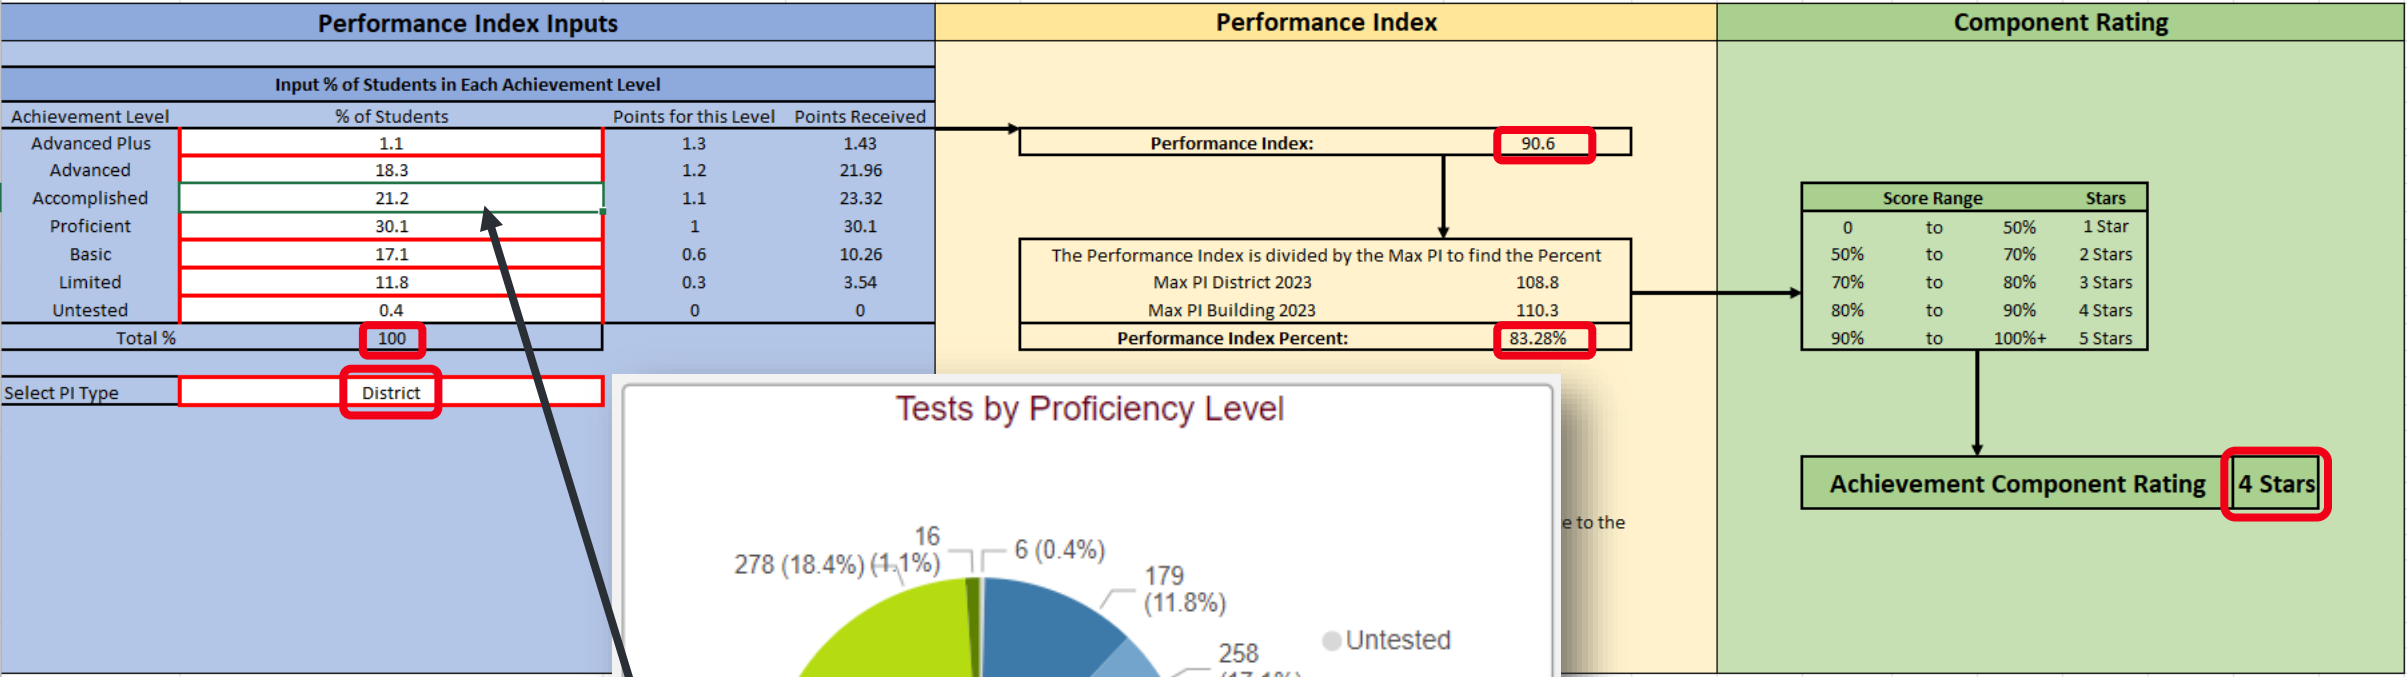 Performance Index Inputs
Performance Index
Component Rating
Input % of Students in Each Achievement Level
Achievement Level % of Students Points for this Level Points Received
Advanced Plus 1.1 1.3 1.43
Advanced 18.3 1.2 21.96
Accomplished 21.2 1.1 23.32
Proficient 30.1 1 30.1
Basic 17.1 0.6 10.26
Limited 11.8 0.3 3.54
Untested 0.4 0 0
Total % 100
Select PI Type District
Performance Index: 90.6
The Performance Index is divided by the Max PI to find the Percent
Max PI District 2023 108.8
Max PI Building 2023 110.3
Performance Index Percent: 83.28%
e to the
Score Range Stars
0 to 50% 1 Star
50% to 70% 2 Stars
70% to 80% 3 Stars
80% to 90% 4 Stars
90% to 100%+ 5 Stars
Achievement Component Rating 4 Stars
Tests by Proficiency Level
16
278 (18.4%) (1.1%)
6 (0.4%)
179
(11.8%)
258
(17.1%)
Untested